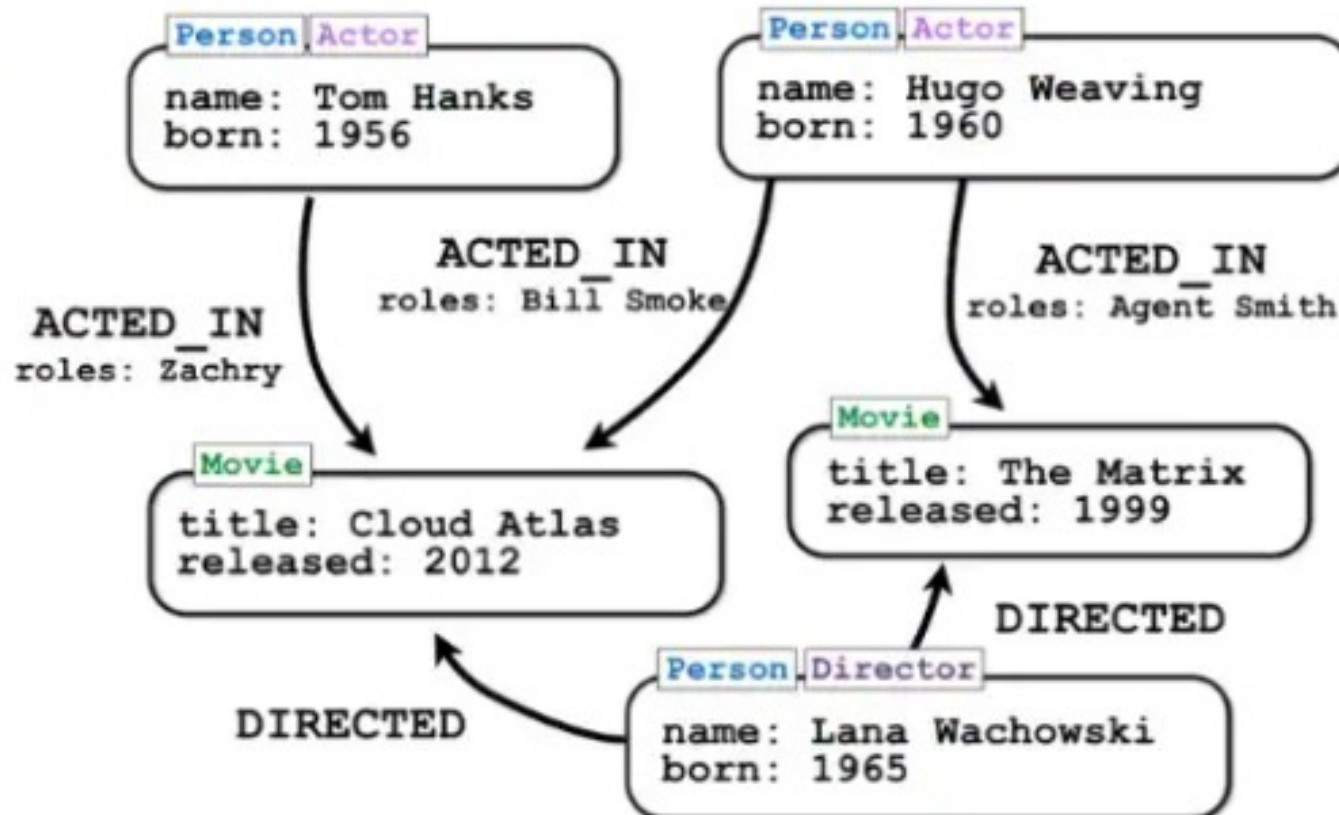 Person Actor
name: Tom Hanks
born: 1956
Person Actor
name: Hugo Weaving
born: 1960
ACTED_IN
roles: Zachry
ACTED_IN
roles: Bill Smoke
ACTED_IN
roles: Agent Smith
Movie
title: Cloud Atlas
released: 2012
Movie
title: The Matrix
released: 1999
DIRECTED
DIRECTED
Person Director
name: Lana Wachowski
born: 1965